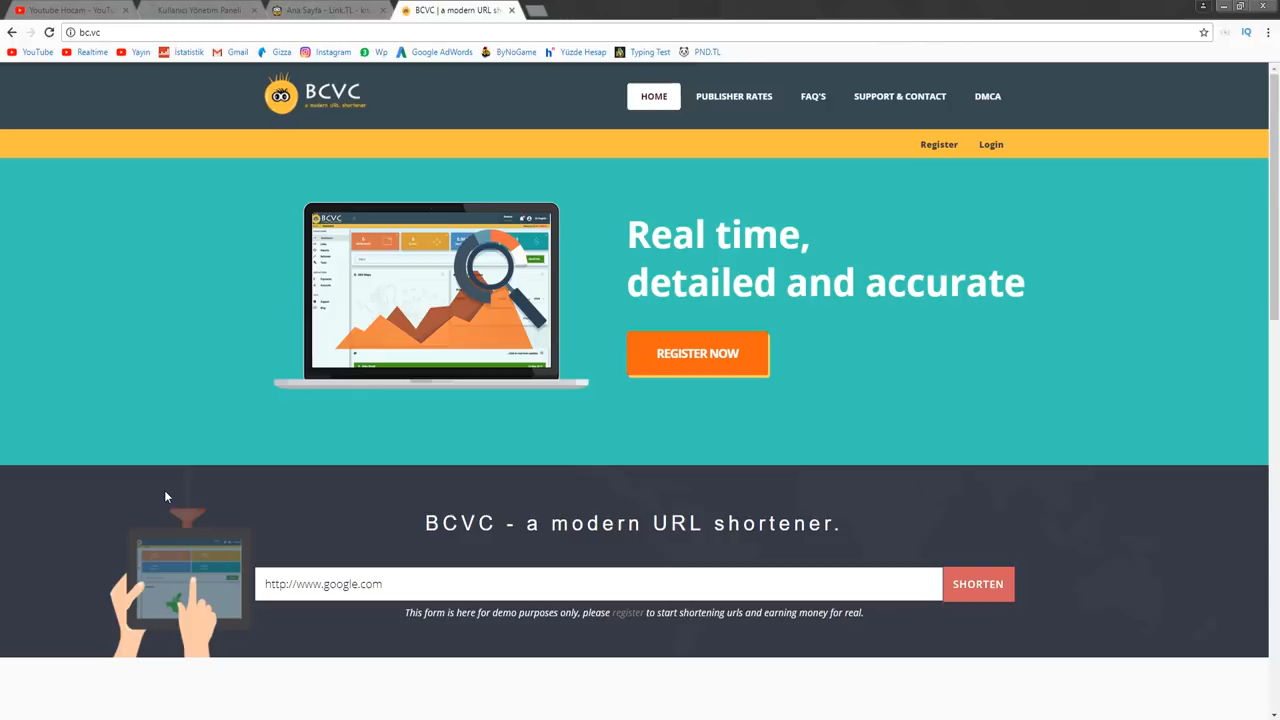 Youtube Hocam - YouTu
Kullanıcı Yönetim Paneli
Ana Sayfa - Link.TL - kıs
BCVC | a modern URL sh
bc.vc
YouTube
Realtime
Yayın
İstatistik
Gmail
Gizza
Instagram
Wp
Google AdWords
ByNoGame
Yüzde Hesap
Typing Test
PND.TL
BCVC
a modern URL shortener
HOME
PUBLISHER RATES
FAQ'S
SUPPORT & CONTACT
DMCA
Register
Login
BCVC
Real time,
detailed and accurate
REGISTER NOW
BCVC - a modern URL shortener.
http://www.google.com
SHORTEN
This form is here for demo purposes only, please register to start shortening urls and earning money for real.